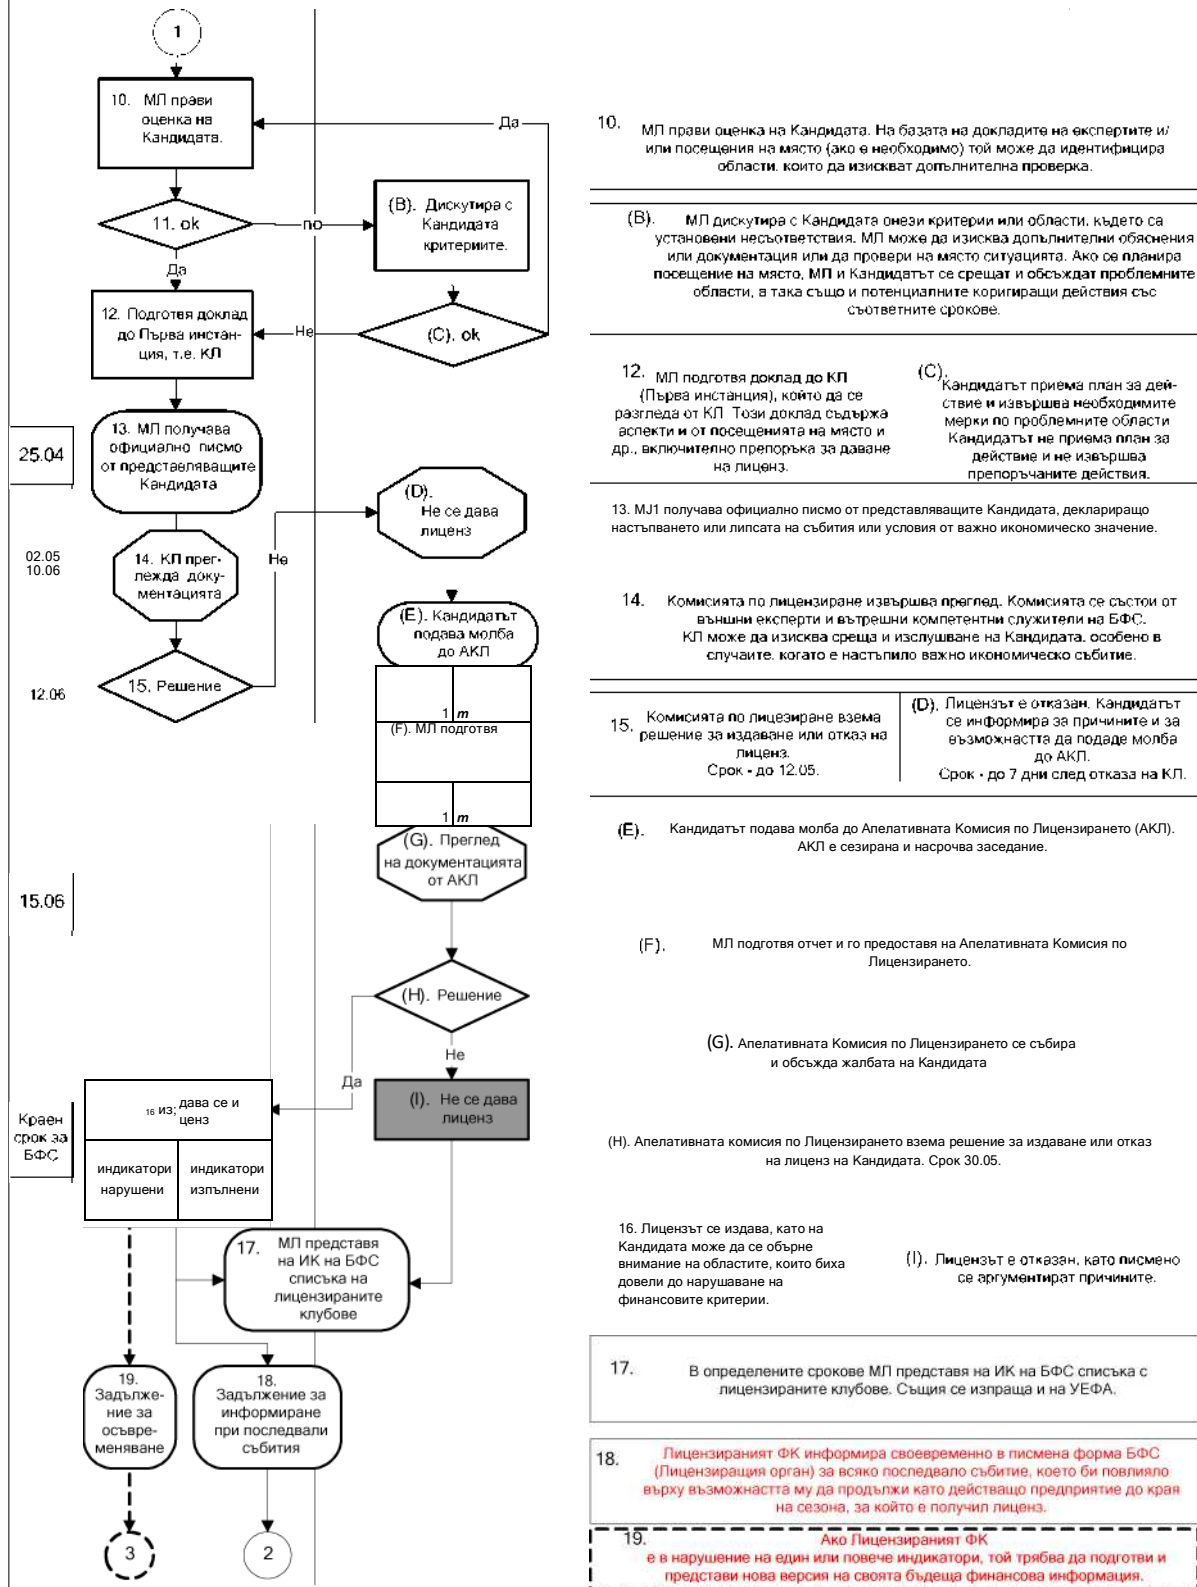 1
10. МЛ прави
оценка на
Кандидата.
Да
11. ok
no
(B). Дискутира с
Кандидата
критериите.
Да
12. Подготвя доклад
до Първа инстан-
ция, т.е. КЛ
Не
(C). ok
13. МЛ получава
официално писмо
от представляващите
Кандидата
25.04
(D).
Не се дава
лиценз
02.05
10.06
14. КЛ прег-
лежда доку-
ментацията
Не
(E). Кандидатът
подава молба
до АКЛ
12.06
15. Решение
1 m
(F). МЛ подготвя
1 m
(G). Преглед
на документацията
от АКЛ
15.06
(H). Решение
Не
Да
(I). Не се дава
лиценз
Краен
срок за
БФС
16 из; дава се и
ценз
индикатори
нарушени
индикатори
изпълнени
17. МЛ представя
на ИК на БФС
списъка на
лицензираните
клубове
19.
Задълже-
ние за
осъвре-
меняване
18.
Задължение за
информиране
при последвали
събития
3
2
10. МЛ прави оценка на Кандидата. На базата на докладите на експертите и/
или посещения на място (ако е необходимо) той може да идентифицира
области. които да изискват допълнителна проверка.
(B). МЛ дискутира с Кандидата онези критерии или области, където са
установени несъответствия. МЛ може да изисква допълнителни обяснения
или документация или да провери на място ситуацията. Ако се планира
посещение на място, МЛ и Кандидатът се срещат и обсъждат проблемните
области, а така също и потенциалните коригиращи действия със
съответните срокове.
12. МЛ подготвя доклад до КЛ
(Първа инстанция), който да се
разгледа от КЛ. Този доклад съдържа
аспекти и от посещенията на място и
др., включително препоръка за даване
на лиценз.
(C).
Кандидатът приема план за дей-
ствие и извършва необходимите
мерки по проблемните области
Кандидатът не приема план за
действие и не извършва
препоръчаните действия.
13. MJ1 получава официално писмо от представляващите Кандидата, деклариращо
настъпването или липсата на събития или условия от важно икономическо значение.
14. Комисията по лицензиране извършва преглед. Комисията се състои от
външни експерти и вътрешни компетентни служители на БФС.
КЛ може да изисква среща и изслушване на Кандидата. особено в
случаите. когато е настъпило важно икономическо събитие.
15. Комисията по лицезиране взема
решение за издаване или отказ на
лиценз.
Срок - до 12.05.
(D). Лицензът е отказан. Кандидатът
се информира за причините и за
възможността да подаде молба
до АКЛ.
Срок - до 7 дни след отказа на КЛ.
(E). Кандидатът подава молба до Апелативната Комисия по Лицензирането (АКЛ).
АКЛ е сезирана и насрочва заседание.
(F). МЛ подготвя отчет и го предоставя на Апелативната Комисия по
Лицензирането.
(G). Апелативната Комисия по Лицензирането се събира
и обсъжда жалбата на Кандидата
(H). Апелативната комисия по Лицензирането взема решение за издаване или отказ
на лиценз на Кандидата. Срок 30.05.
16. Лицензът се издава, като на
Кандидата може да се обърне
внимание на областите, които биха
довели до нарушаване на
финансовите критерии.
(I). Лицензът е отказан, като писмено
се аргументират причините.
17. В определените срокове МЛ представя на ИК на БФС списъка с
лицензираните клубове. Същия се изпраща и на УЕФА.
18. Лицензираният ФК информира своевременно в писмена форма БФС
(Лицензиращия орган) за всяко последвало събитие, което би повлияло
върху възможността му да продължи като действащо предприятие до края
на сезона, за който е получил лиценз.
19. Ако Лицензираният ФК
е в нарушение на един или повече индикатори, той трябва да подготви и
представи нова версия на своята бъдеща финансова информация.